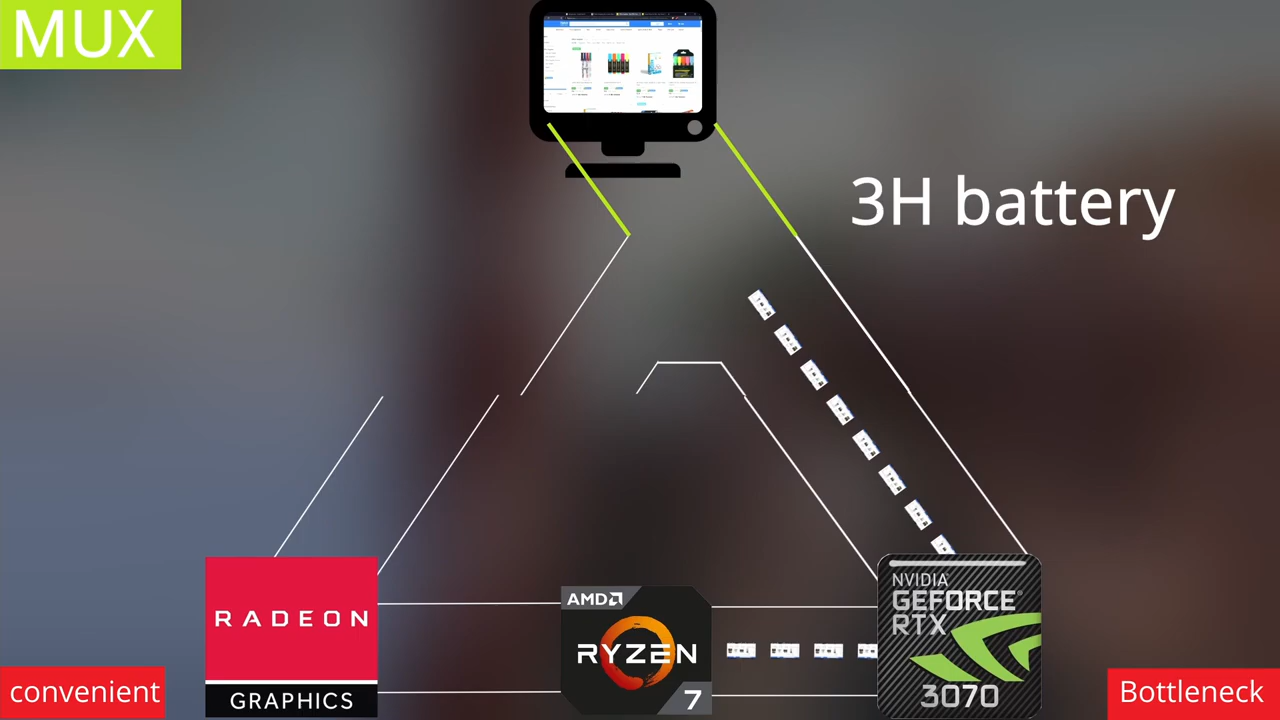 MUX
3H battery
RADEON
GRAPHICS
AMD
RYZEN
7
NVIDIA
GEFORCE®
RTX
3070
convenient
Bottleneck